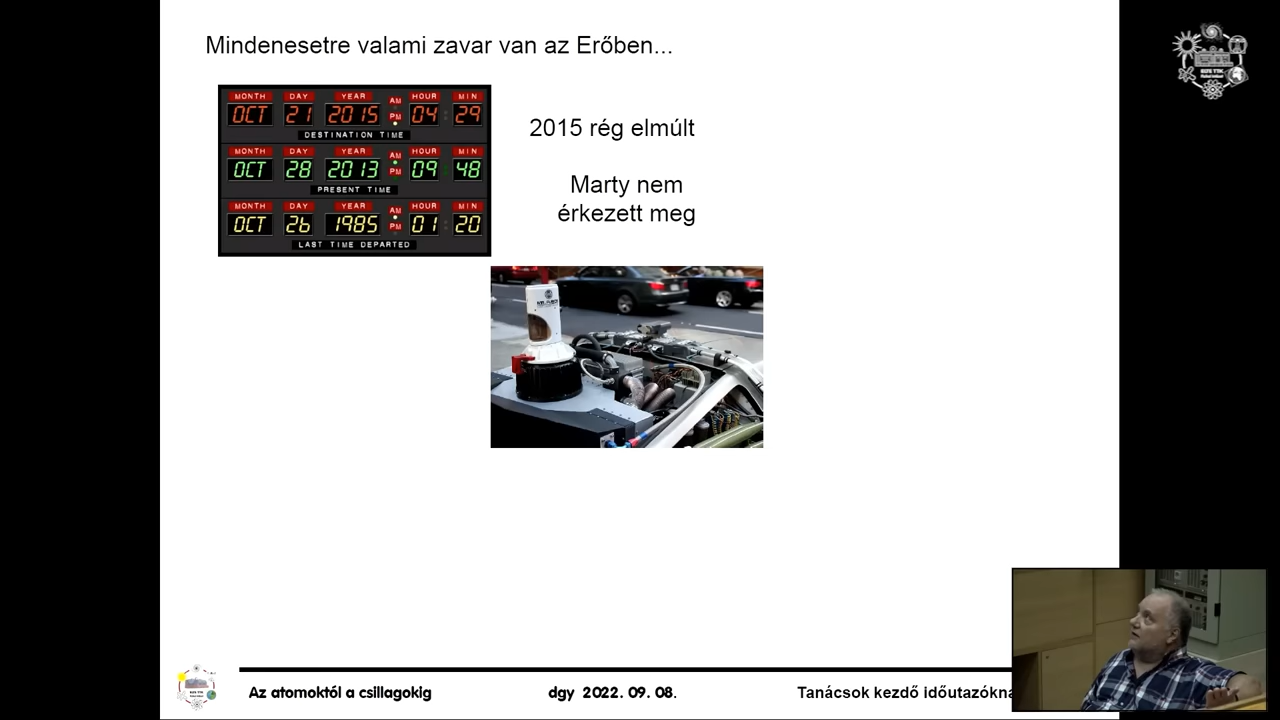 Mindenesetre valami zavar van az Erőben...
MONTH DAY YEAR AM HOUR MIN
OCT 21 2015 PM 04 : 29
DESTINATION TIME
MONTH DAY YEAR AM HOUR MIN
OCT 28 2013 PM 09 48
PRESENT TIME
MONTH DAY YEAR AM HOUR MIN
OCT 26 1985 PM 01 : 20
LAST TIME DEPARTED
2015 rég elmúlt
Marty nem
érkezett meg
Az atomoktól a csillagokig
dgy 2022. 09. 08.
Tanácsok kezdő időutazókna